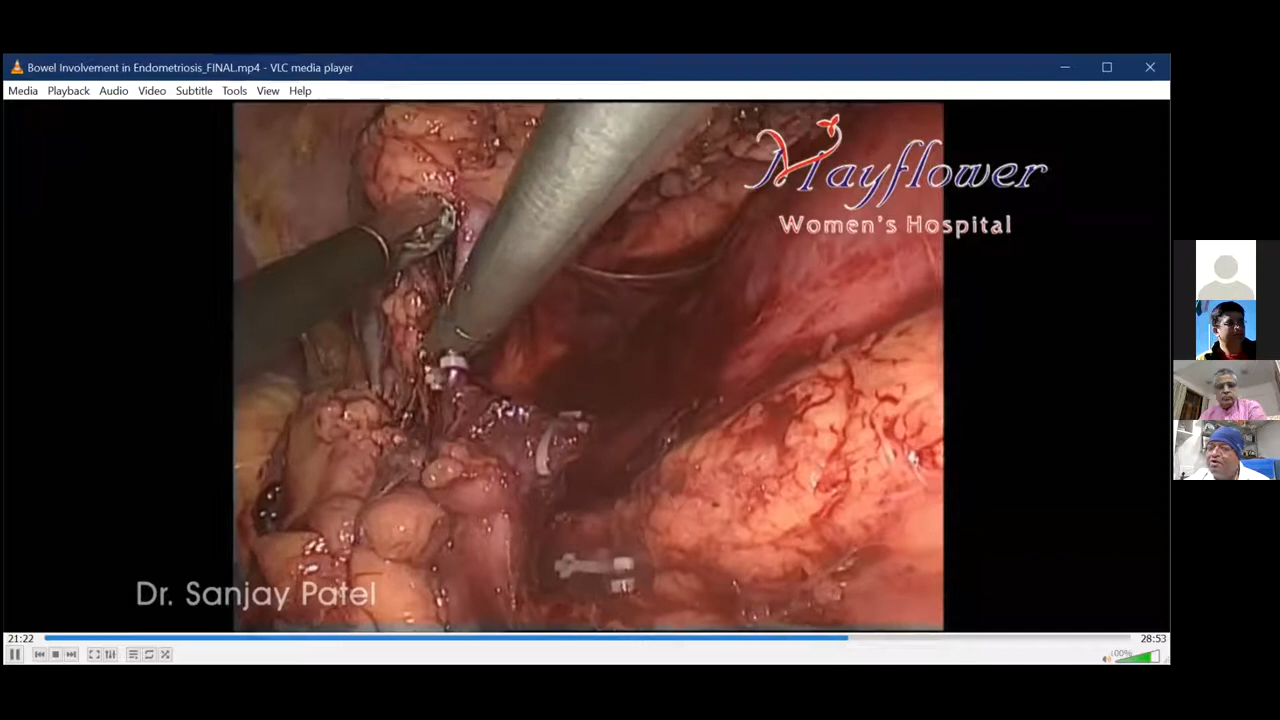 Bowel Involvement in Endometriosis_FINAL.mp4 - VLC media player
Media Playback Audio Video Subtitle Tools View Help
Mayflower
Women's Hospital
Dr. Sanjay Patel
21:22
28:53
100%